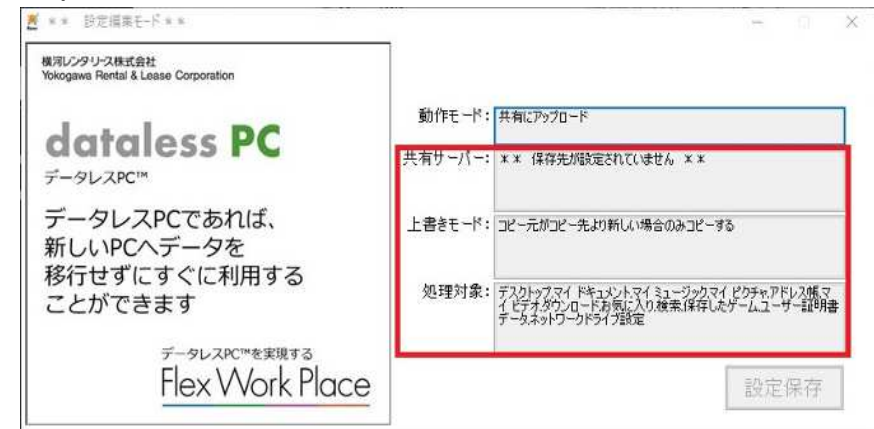 ** 設定編集モード**
横河レンタリース株式会社
Yokogawa Rental & Lease Corporation
dataless PC
データレスPC™
データレスPCであれば、
新しいPCへデータを
移行せずにすぐに利用する
ことができます
データレスPC™を実現する
Flex Work Place
動作モード: 共有にアップロード
共有サーバー: ** 保存先が設定されていません **
上書きモード: コピー元がコピー先より新しい場合のみコピーする
処理対象: デスクトップ,マイ ドキュメント,マイ ミュージック,マイ ピクチャ,アドレス帳,マ
イ ビデオ,ダウンロード,お気に入り,検索,保存したゲーム,ユーザー証明書
データ,ネットワークドライブ設定
設定保存